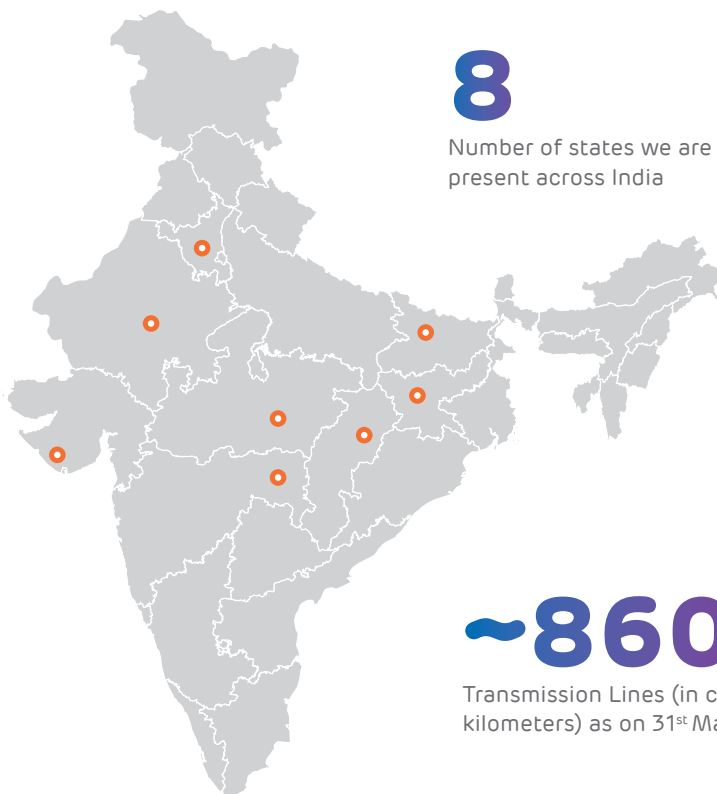 8
Number of states we are
present across India
~860
Transmission Lines (in c
kilometers) as on 31st Ma